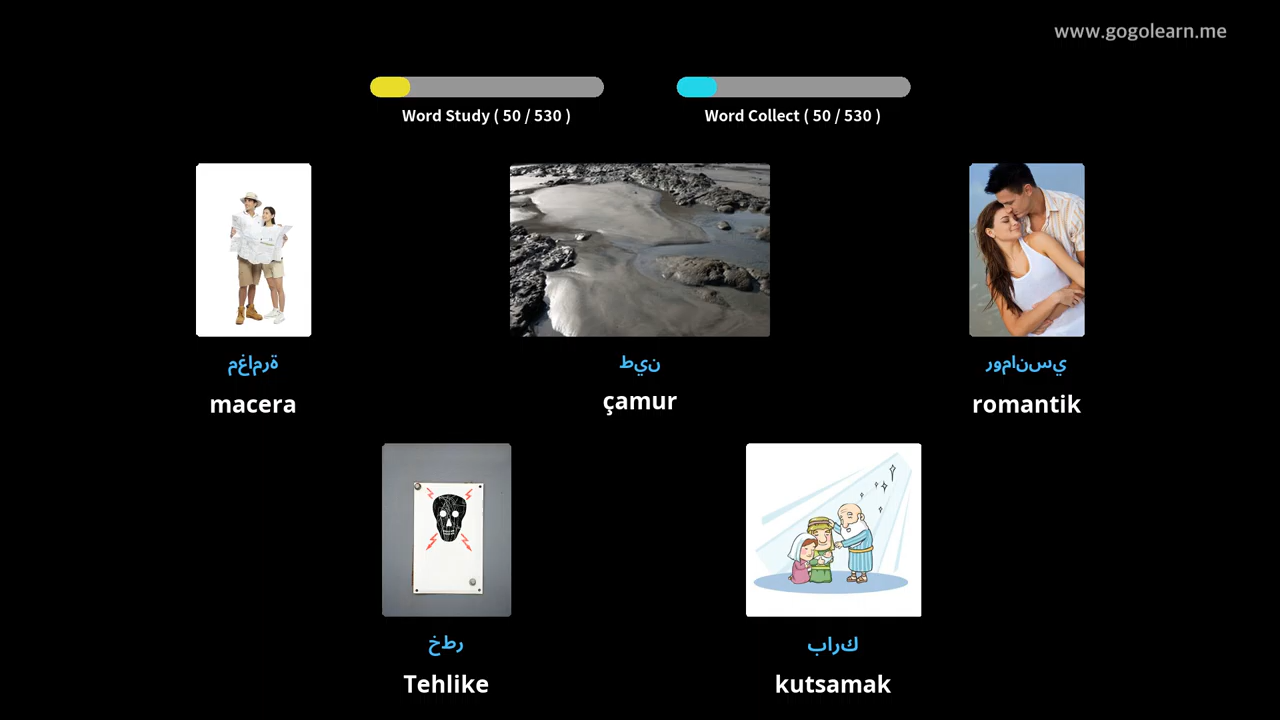 www.gogolearn.me
Word Study ( 50 / 530 )
Word Collect ( 50 / 530 )
مغامرة
طين
رومانسي
macera
çamur
romantik
خطر
بارك
Tehlike
kutsamak